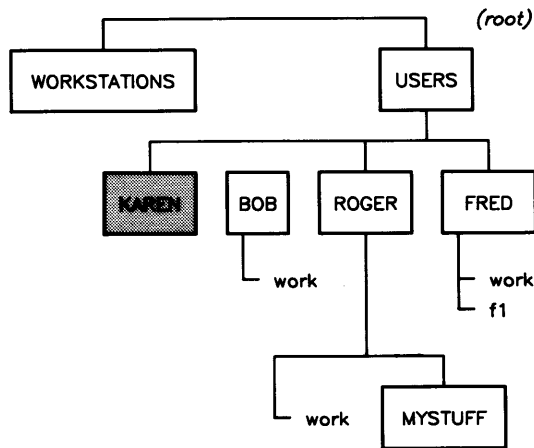 (root)
WORKSTATIONS USERS
KAREN BOB ROGER FRED
work work
f1
work MYSTUFF